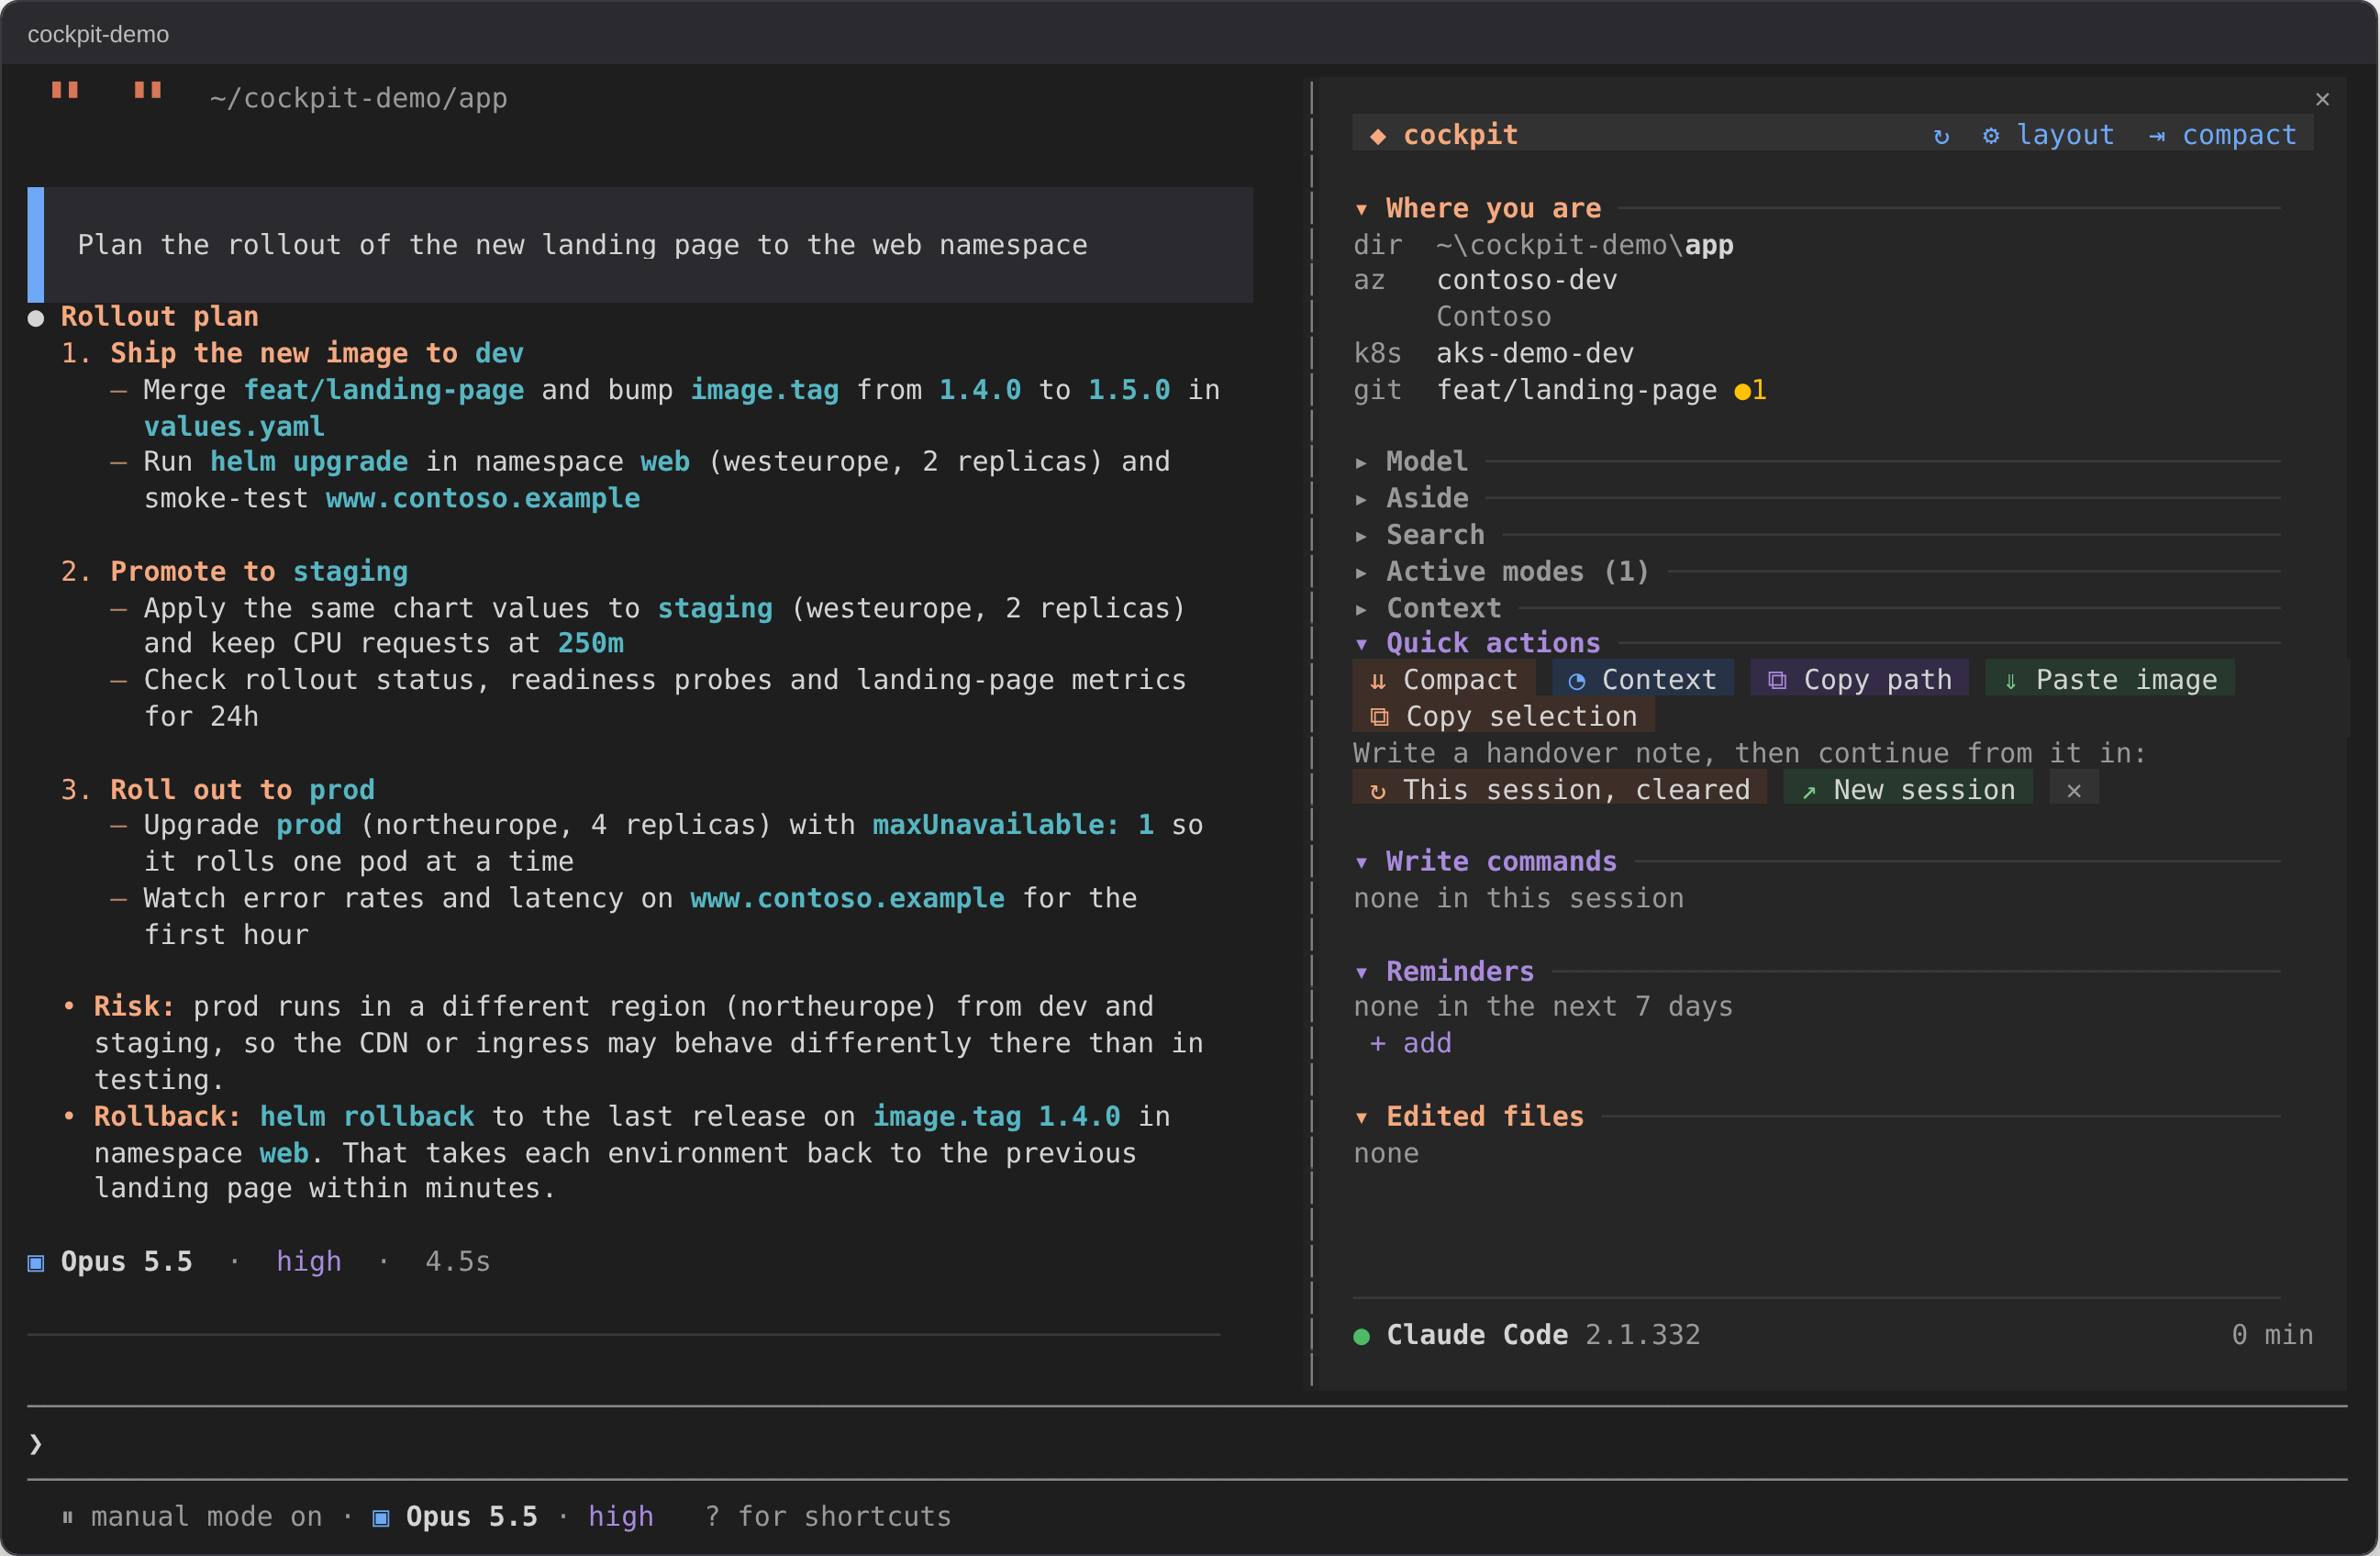 cockpit-demo
~/cockpit-demo/app
Plan the rollout of the new landing page to the web namespace
● Rollout plan
1. Ship the new image to dev
– Merge feat/landing-page and bump image.tag from 1.4.0 to 1.5.0 in
values.yaml
– Run helm upgrade in namespace web (westeurope, 2 replicas) and
smoke-test www.contoso.example
2. Promote to staging
– Apply the same chart values to staging (westeurope, 2 replicas)
and keep CPU requests at 250m
– Check rollout status, readiness probes and landing-page metrics
for 24h
3. Roll out to prod
– Upgrade prod (northeurope, 4 replicas) with maxUnavailable: 1 so
it rolls one pod at a time
– Watch error rates and latency on www.contoso.example for the
first hour
• Risk: prod runs in a different region (northeurope) from dev and
staging, so the CDN or ingress may behave differently there than in
testing.
• Rollback: helm rollback to the last release on image.tag 1.4.0 in
namespace web. That takes each environment back to the previous
landing page within minutes.
▣ Opus 5.5 · high · 4.5s
×
◆ cockpit ↻ ⚙ layout ⇥ compact
▾ Where you are
dir ~\cockpit-demo\app
az contoso-dev
Contoso
k8s aks-demo-dev
git feat/landing-page ●1
▸ Model
▸ Aside
▸ Search
▸ Active modes (1)
▸ Context
▾ Quick actions
⇊ Compact ◔ Context ⧉ Copy path ⇓ Paste image
⧉ Copy selection
Write a handover note, then continue from it in:
↻ This session, cleared ↗ New session ×
▾ Write commands
none in this session
▾ Reminders
none in the next 7 days
+ add
▾ Edited files
none
● Claude Code 2.1.332 0 min
❯
⏸ manual mode on · ▣ Opus 5.5 · high ? for shortcuts